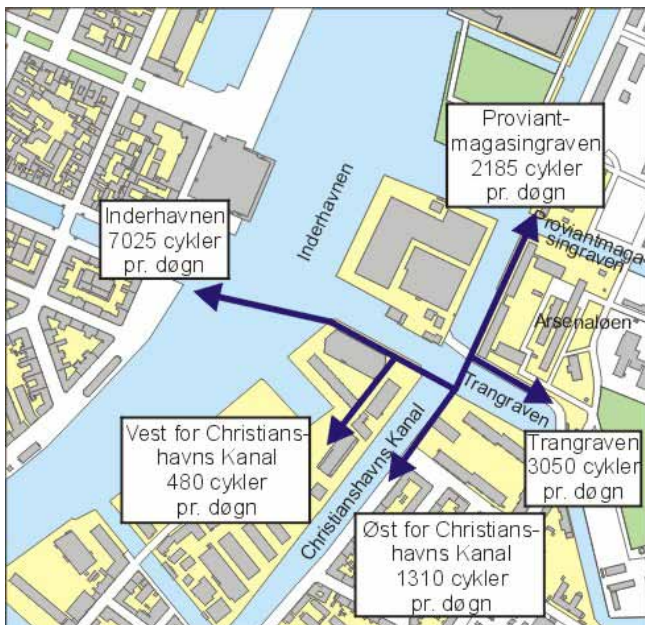 Proviant-
magasingraven
2185 cykler
pr. døgn
Inderhavnen
7025 cykler
pr. døgn
Inderhavnen
Proviantmaga-
singraven
Arsenaløen
Trangraven
Christianshavns Kanal
Vest for Christians-
havns Kanal
480 cykler
pr. døgn
Trangraven
3050 cykler
pr. døgn
Øst for Christians-
havns Kanal
1310 cykler
pr. døgn